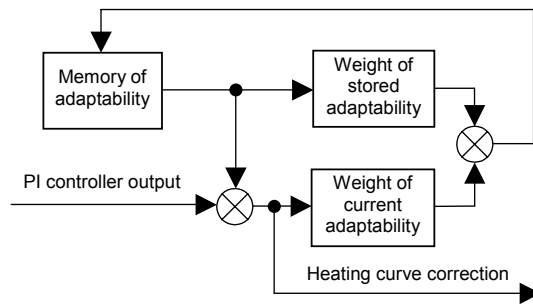 Memory of
adaptability
Weight of
stored
adaptability
PI controller output
Weight of
current
adaptability
Heating curve correction